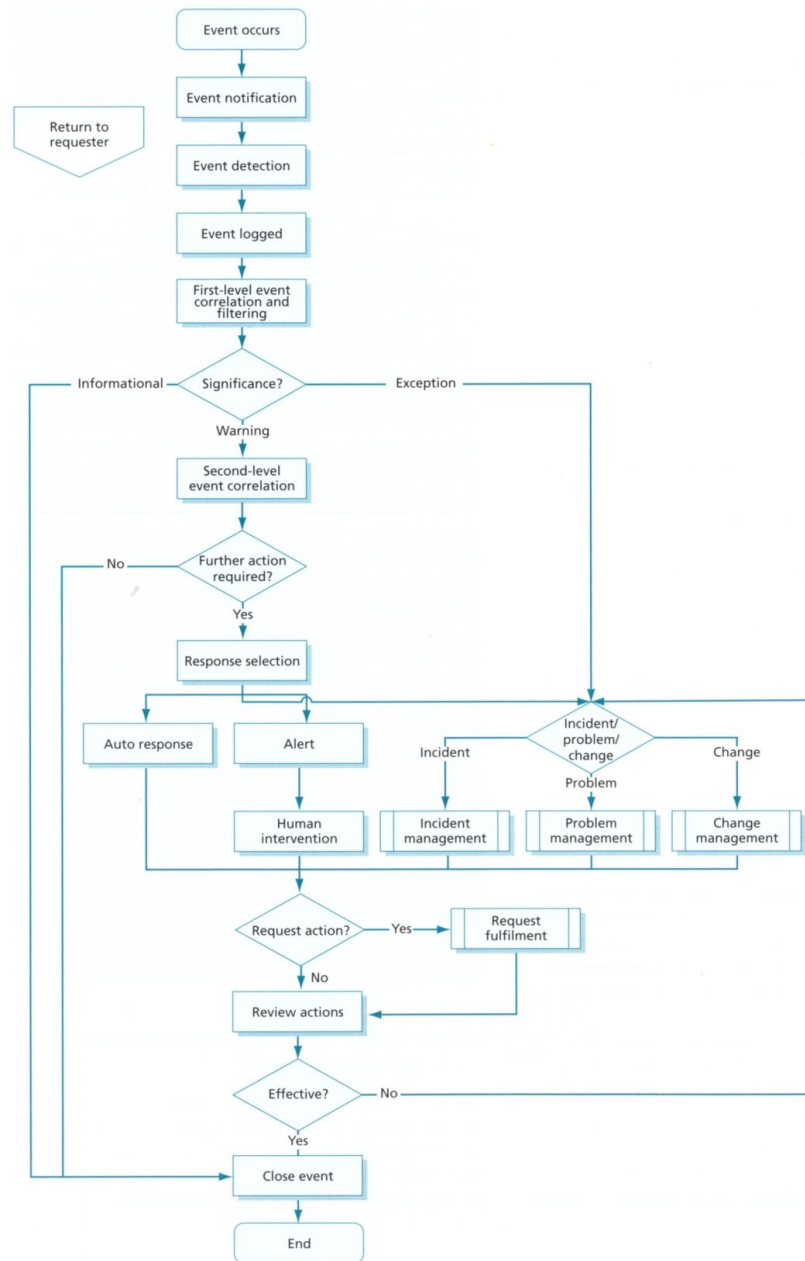 Event occurs
Event notification
Return to
requester
Event detection
Event logged
First-level event
correlation and
filtering
Informational
Significance?
Exception
Warning
Second-level
event correlation
No
Further action
required?
Yes
Response selection
Auto response
Alert
Incident/
problem/
change
Incident
Change
Problem
Human
intervention
Incident
management
Problem
management
Change
management
Request action?
Yes
Request
fulfilment
No
Review actions
Effective?
No
Yes
Close event
End